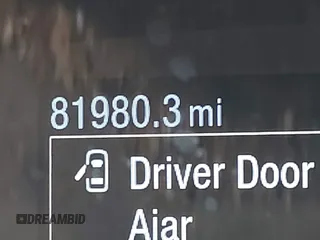 81980.3 mi
Driver Door
Ajar
DREAMBID